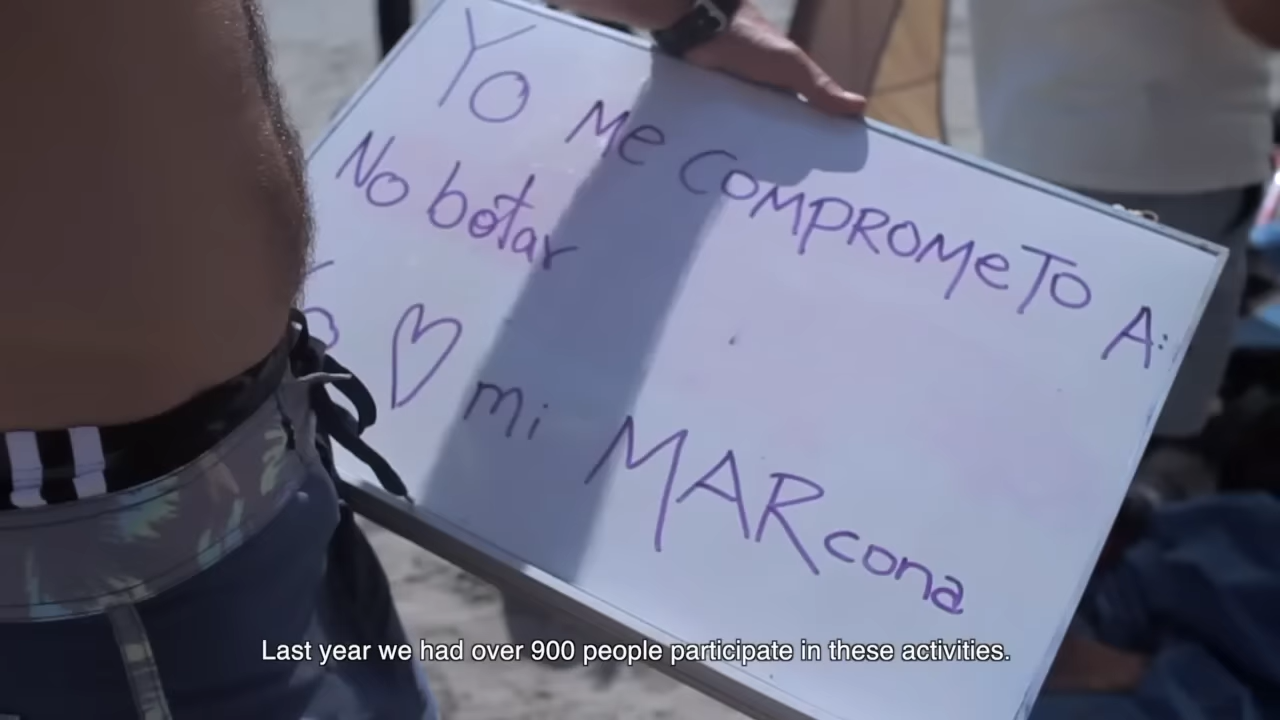 Yo Me COMPROMeTO A:
No botar
♡ mi MARcona
Last year we had over 900 people participate in these activities.